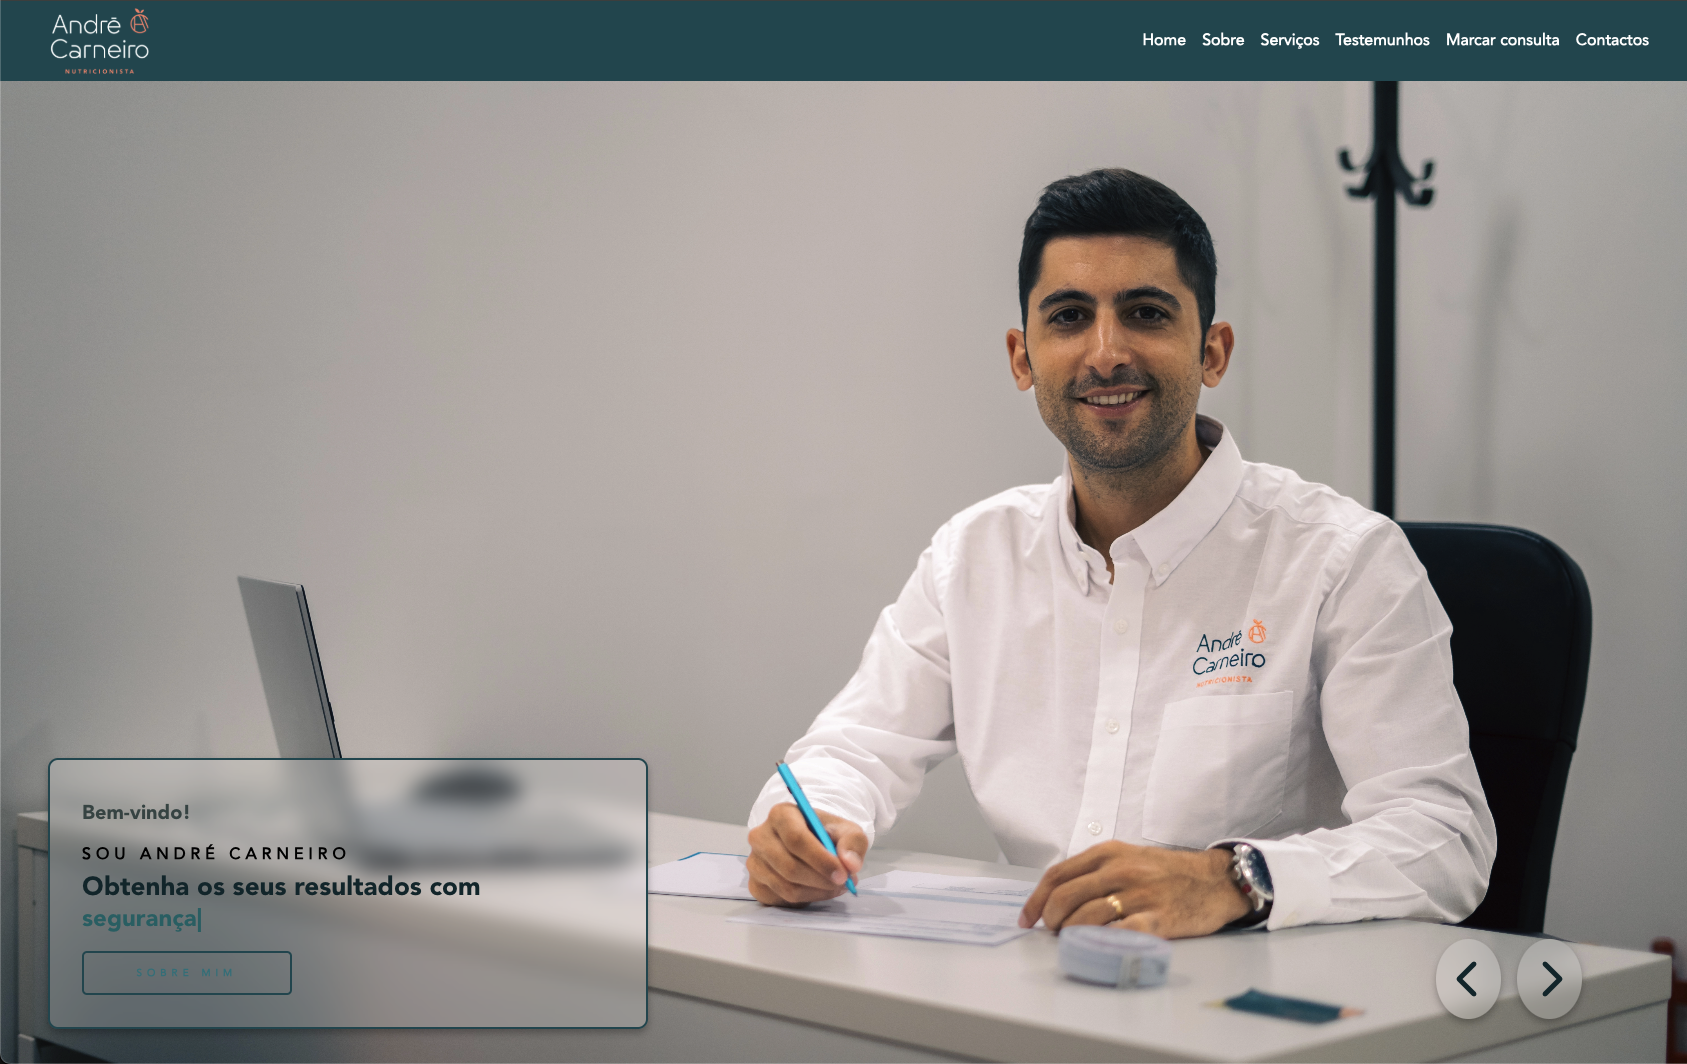 André
Carneiro
NUTRICIONISTA
Home Sobre Serviços Testemunhos Marcar consulta Contactos
André
Carneiro
NUTRICIONISTA
Bem-vindo!
SOU ANDRÉ CARNEIRO
Obtenha os seus resultados com
segurança|
SOBRE MIM